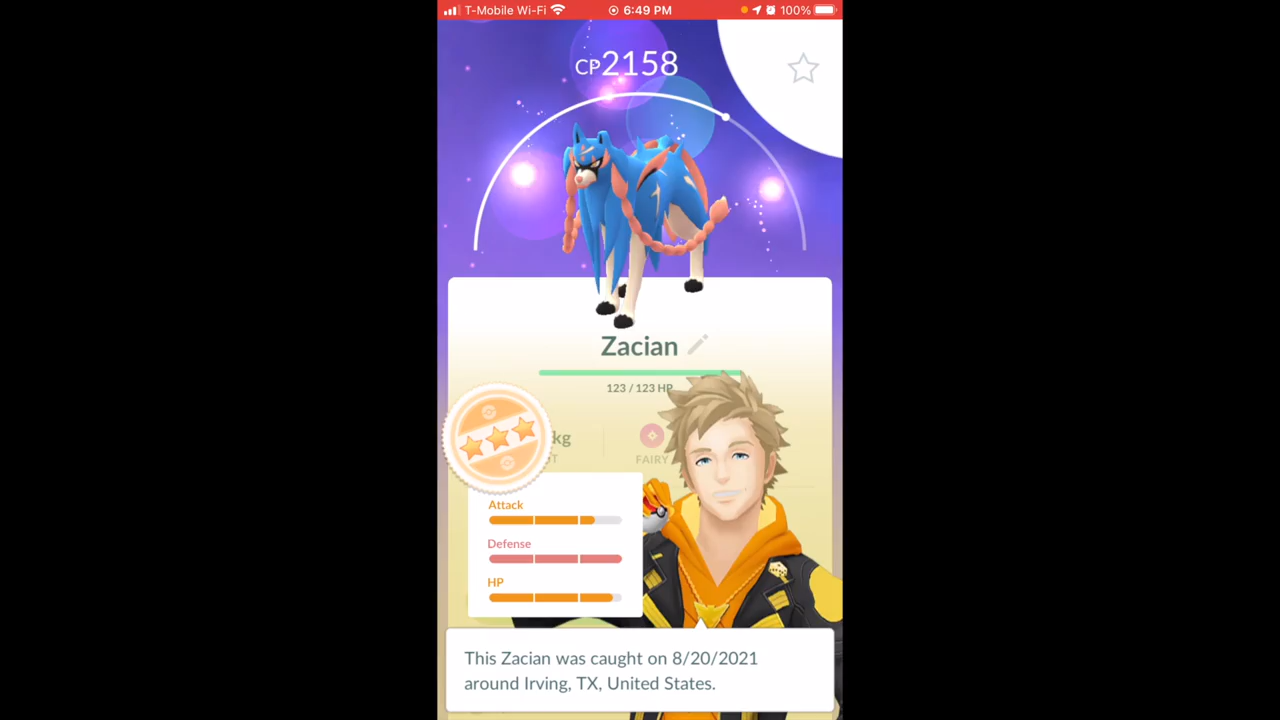 T-Mobile Wi-Fi 6:49 PM 100%
CP2158
Zacian
123 / 123 HP
kg
FAIRY
Attack
Defense
HP
This Zacian was caught on 8/20/2021
around Irving, TX, United States.